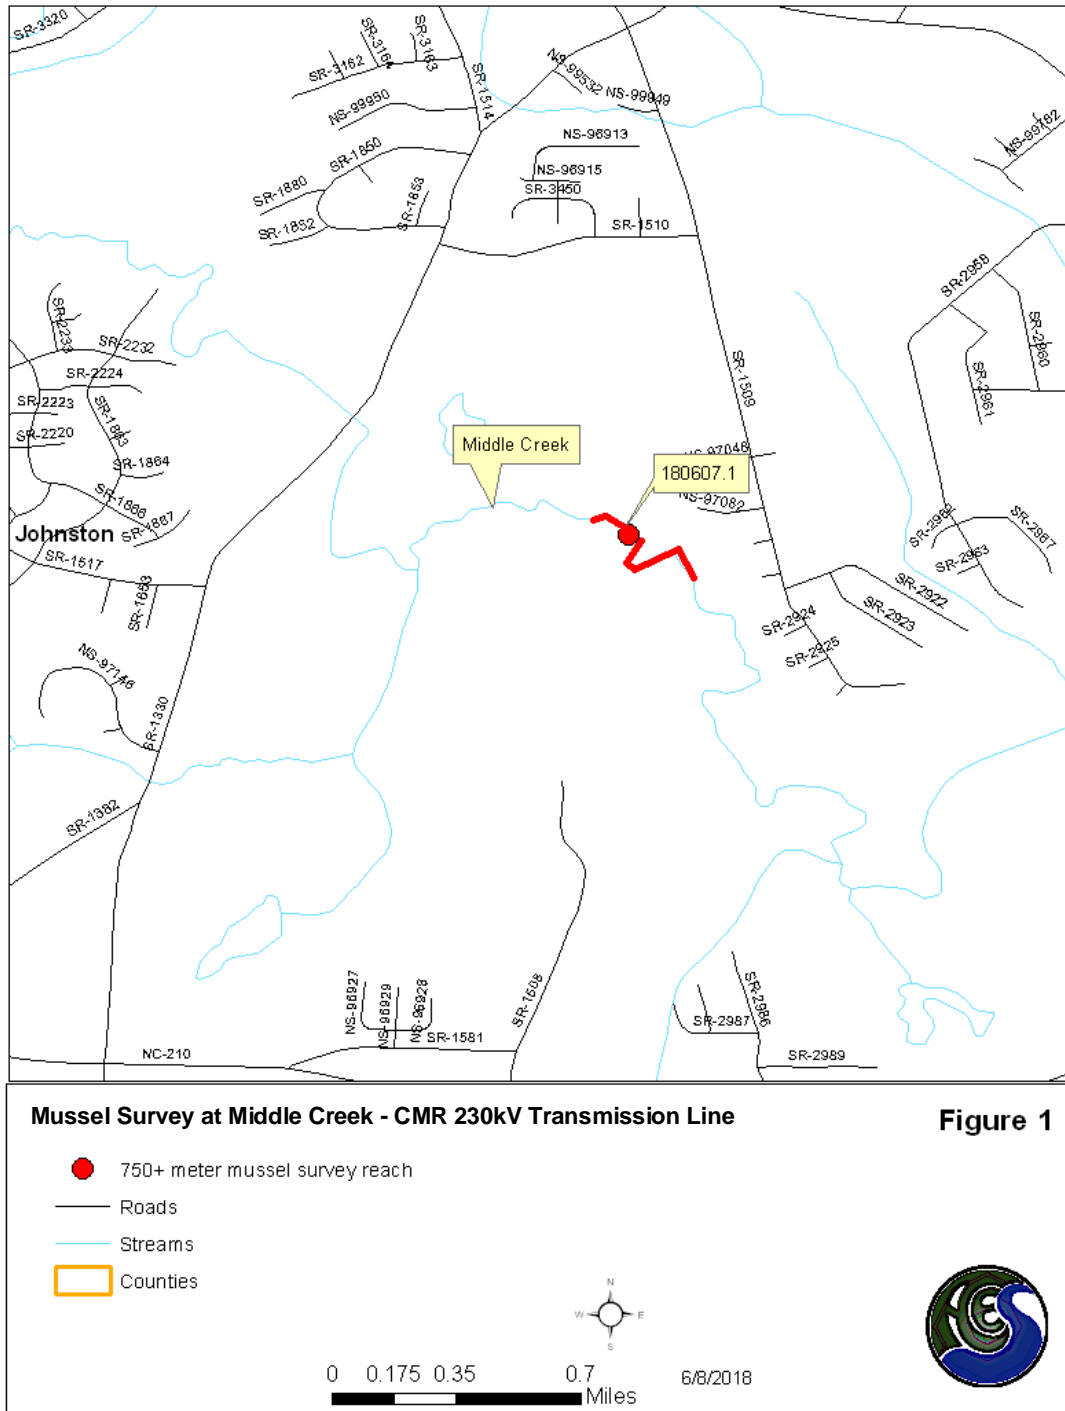 SR-3320
SR-3162
SR-3164
SR-3163
NS-99950
SR-1514
NS-99532
NS-99949
NS-99762
NS-96913
NS-96915
SR-3450
SR-1510
SR-1850
SR-1880
SR-1852
SR-1853
SR-2958
SR-2960
SR-2961
SR-2233
SR-2232
SR-2224
SR-2223
SR-2220
SR-1863
SR-1864
SR-1866
SR-1867
SR-1509
Middle Creek
NS-97046
180607.1
NS-97082
Johnston
SR-1517
SR-1653
SR-2962
SR-2967
SR-2963
SR-2922
SR-2923
SR-2924
SR-2925
NS-97146
SR-1330
SR-1382
NS-96927
NS-96929
NS-96928
SR-1581
SR-1508
NC-210
SR-2986
SR-2987
SR-2989
Mussel Survey at Middle Creek - CMR 230kV Transmission Line
Figure 1
750+ meter mussel survey reach
Roads
Streams
Counties
N
W E
S
0 0.175 0.35 0.7
Miles
6/8/2018
ACES